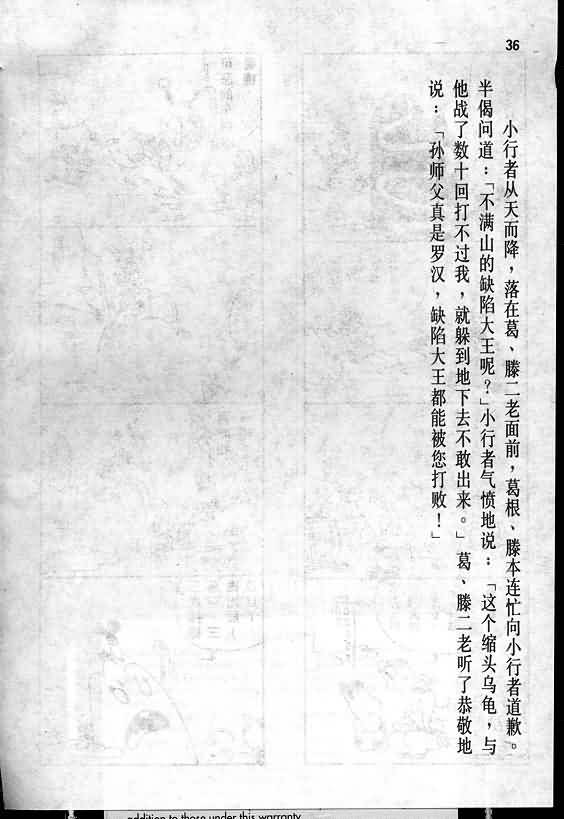 36
小行者从天而降，落在葛、滕二老面前，葛根、滕本连忙向小行者道歉。
半偈问道：「不满山的缺陷大王呢？」小行者气愤地说：「这个缩头乌龟，与
他战了数十回打不过我，就躲到地下去不敢出来。」葛、滕二老听了恭敬地
说：「孙师父真是罗汉，缺陷大王都能被您打败！」
addition to those under this warranty